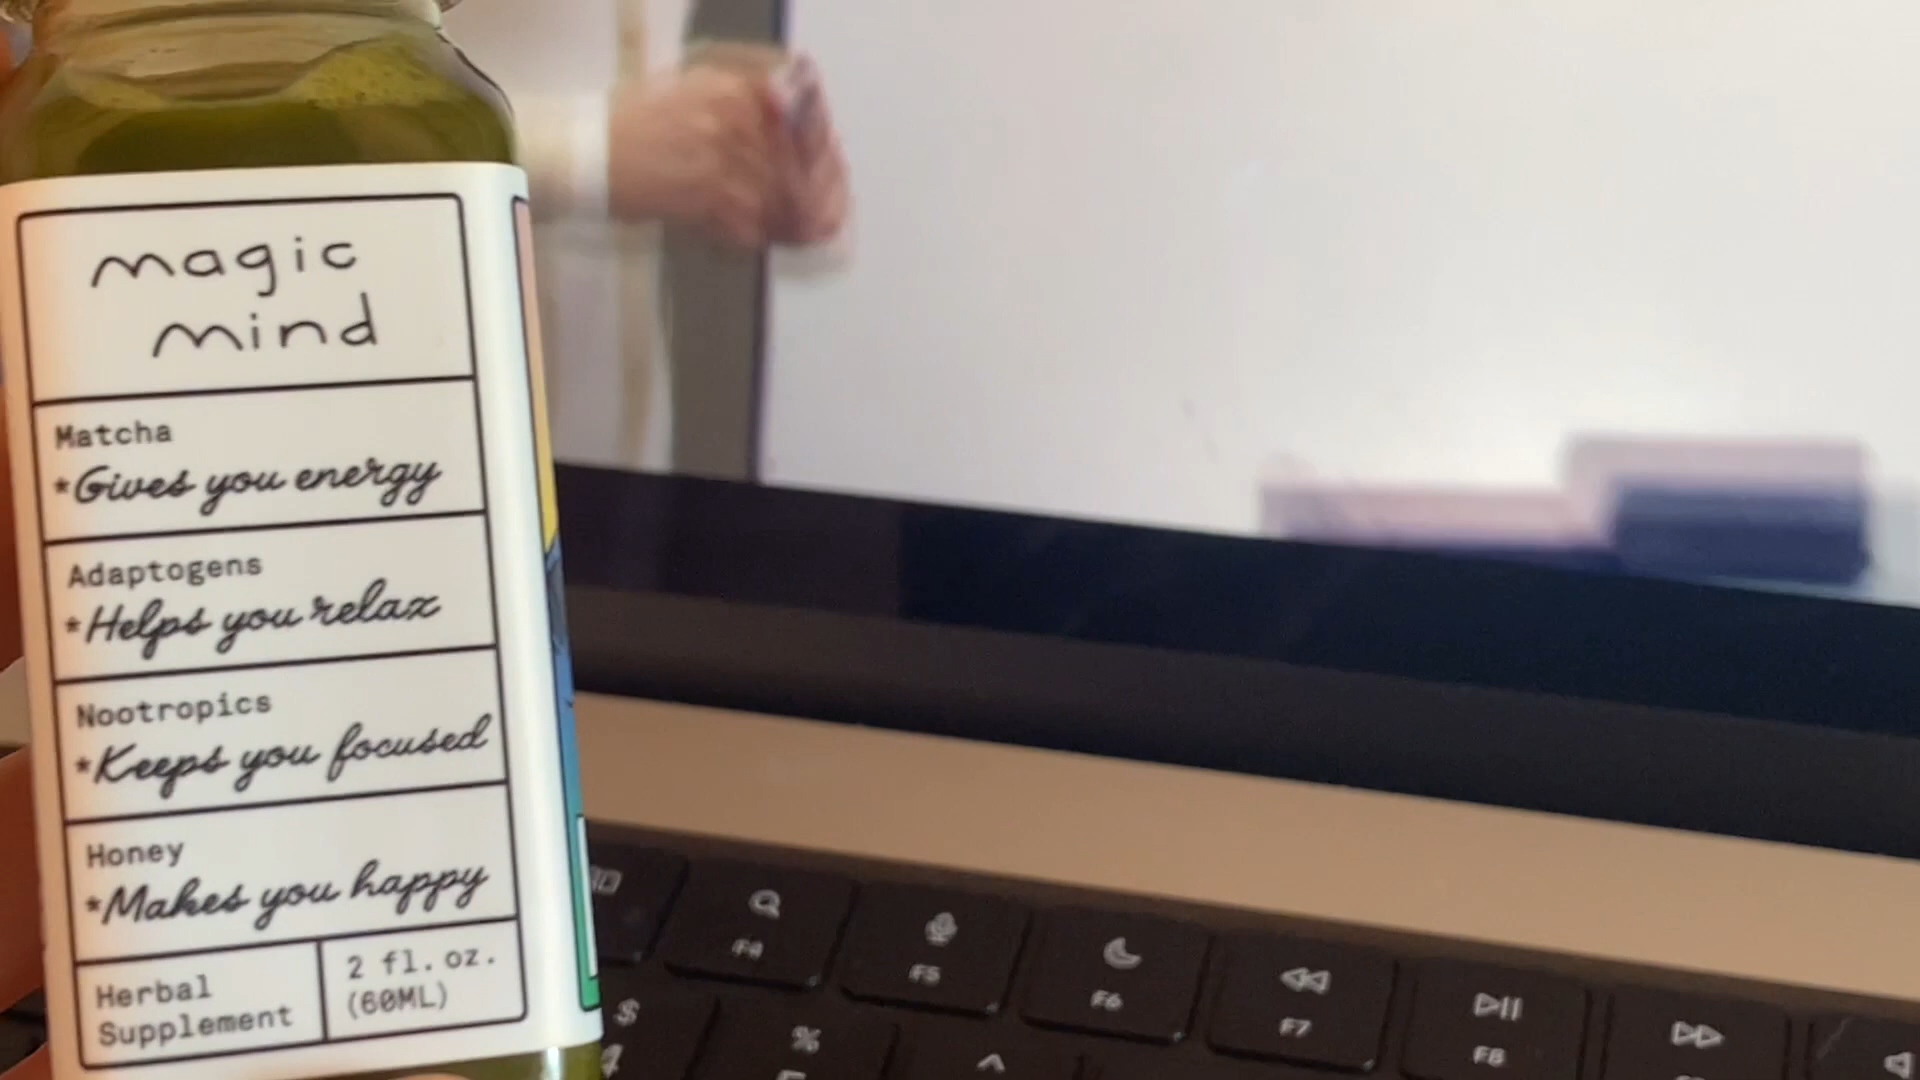 magic
mind
Matcha
*Gives you energy
Adaptogens
*Helps you relax
Nootropics
*Keeps you focused
Honey
*Makes you happy
Herbal
Supplement
2 fl. oz.
(60ML)
F4
F5
F6
F7
F8
$
%
^